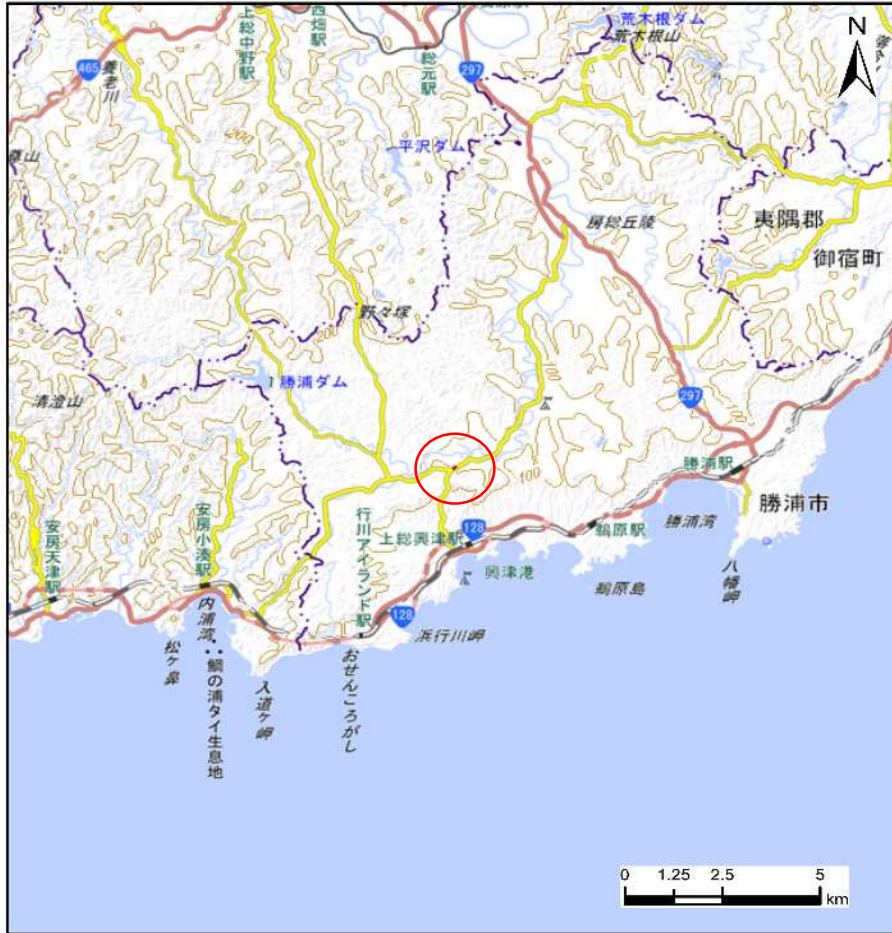 荒木根ダム
荒木根山
N
上総中野駅
西畑駅
総元駅
297
465
養老川
200
平沢ダム
房総丘陵
夷隅郡
御宿町
野々塚
200
勝浦ダム
清澄山
297
100
勝浦駅
勝浦市
安房天津駅
安房小湊駅
行川アイランド駅
上総興津駅
128
鵜原駅
勝浦湾
興津港
鵜原島
八幡岬
内浦湾
128
浜行川岬
松ヶ鼻
鯛の浦タイ生息地
入道ヶ岬
おせんころがし
0 1.25 2.5 5
km